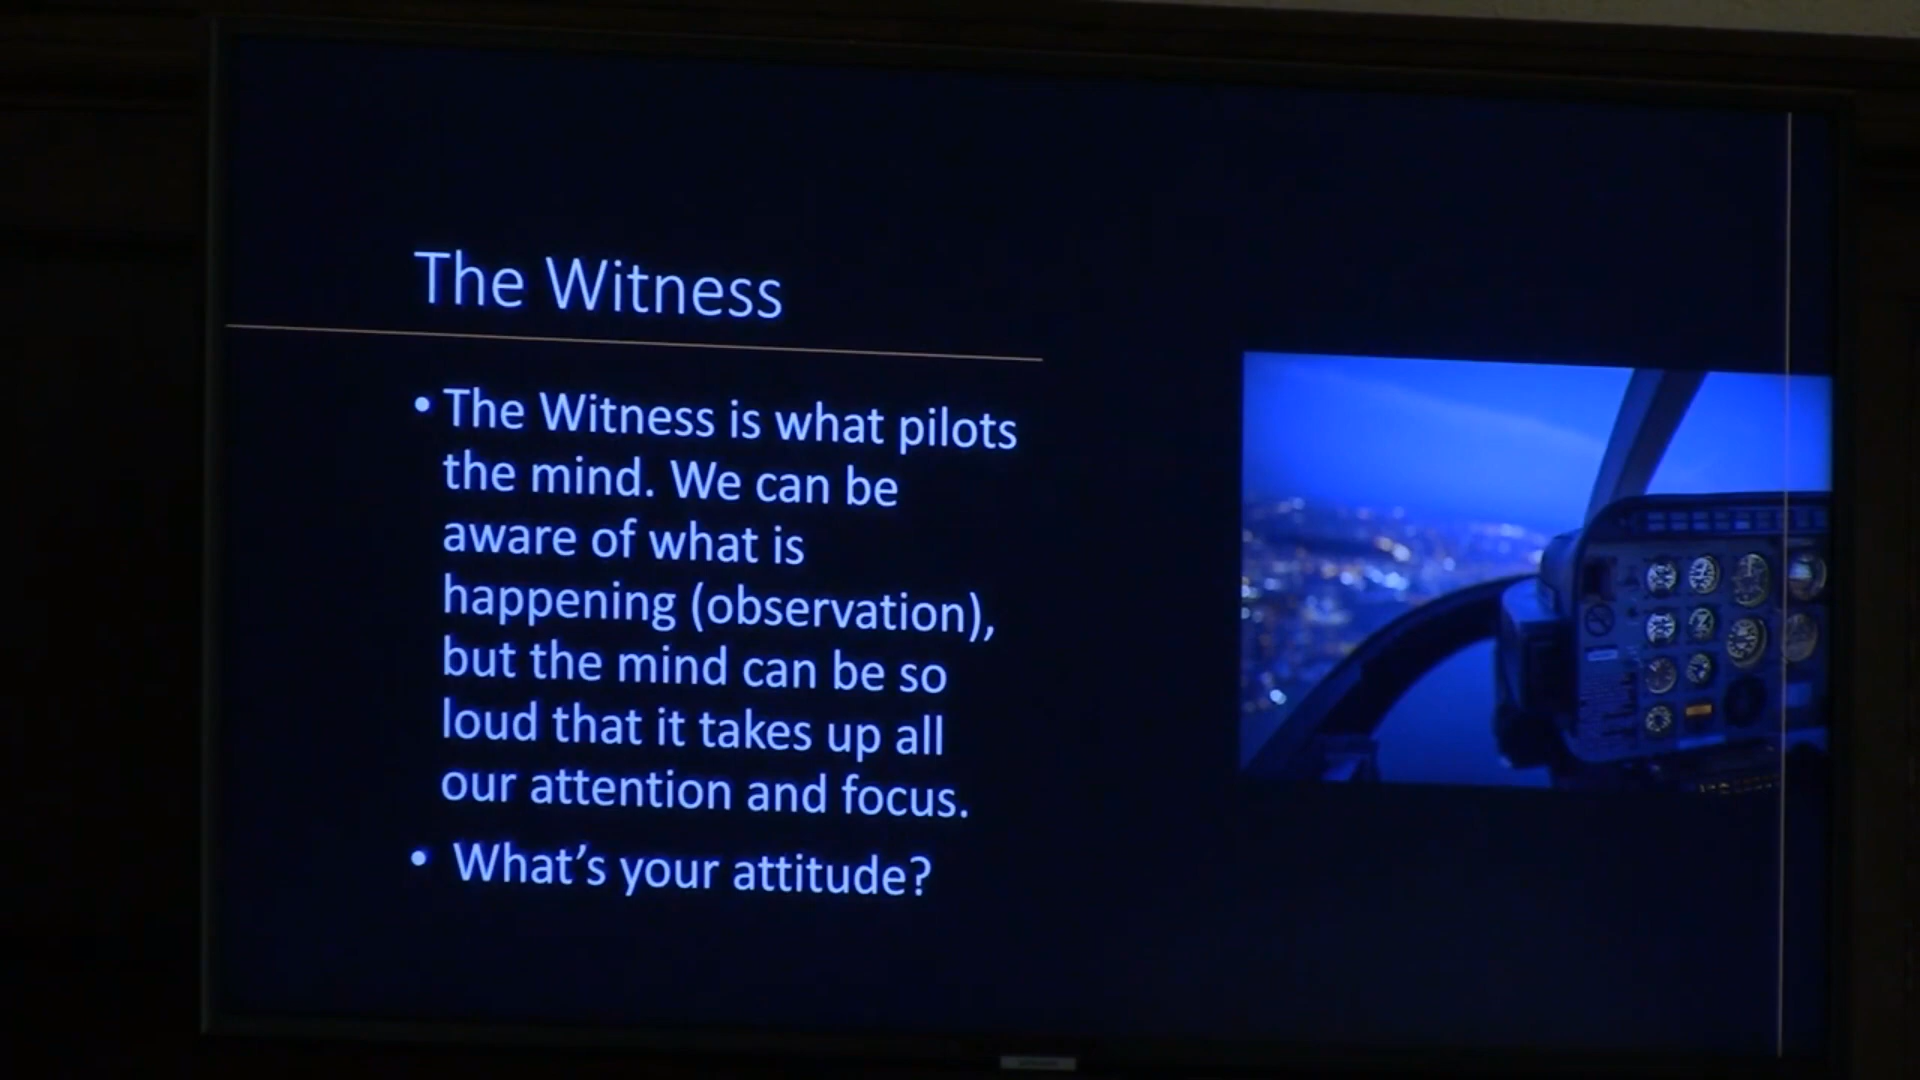 The Witness
• The Witness is what pilots
the mind. We can be
aware of what is
happening (observation),
but the mind can be so
loud that it takes up all
our attention and focus.
• What’s your attitude?